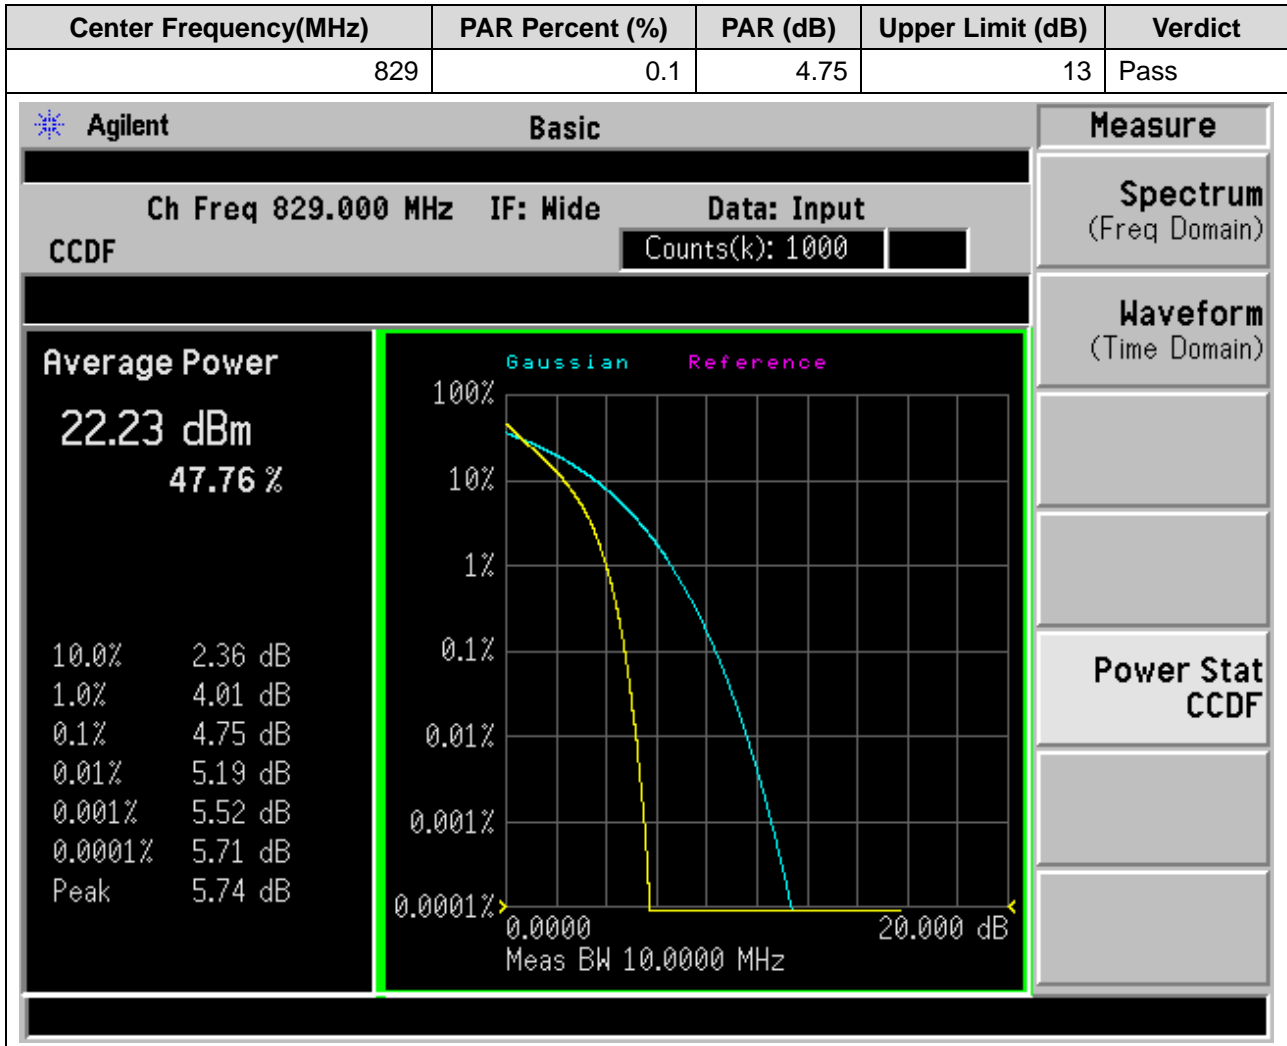 Center Frequency(MHz) PAR Percent (%) PAR (dB) Upper Limit (dB) Verdict
829 0.1 4.75 13 Pass
Agilent Basic Measure
Ch Freq 829.000 MHz IF: Wide Data: Input
CCDF Counts(k): 1000
Average Power
22.23 dBm
47.76 %
10.0% 2.36 dB
1.0% 4.01 dB
0.1% 4.75 dB
0.01% 5.19 dB
0.001% 5.52 dB
0.0001% 5.71 dB
Peak 5.74 dB
Gaussian Reference
100%
10%
1%
0.1%
0.01%
0.001%
0.0001%
0.0000 20.000 dB
Meas BW 10.0000 MHz
Spectrum
(Freq Domain)
Waveform
(Time Domain)
Power Stat
CCDF